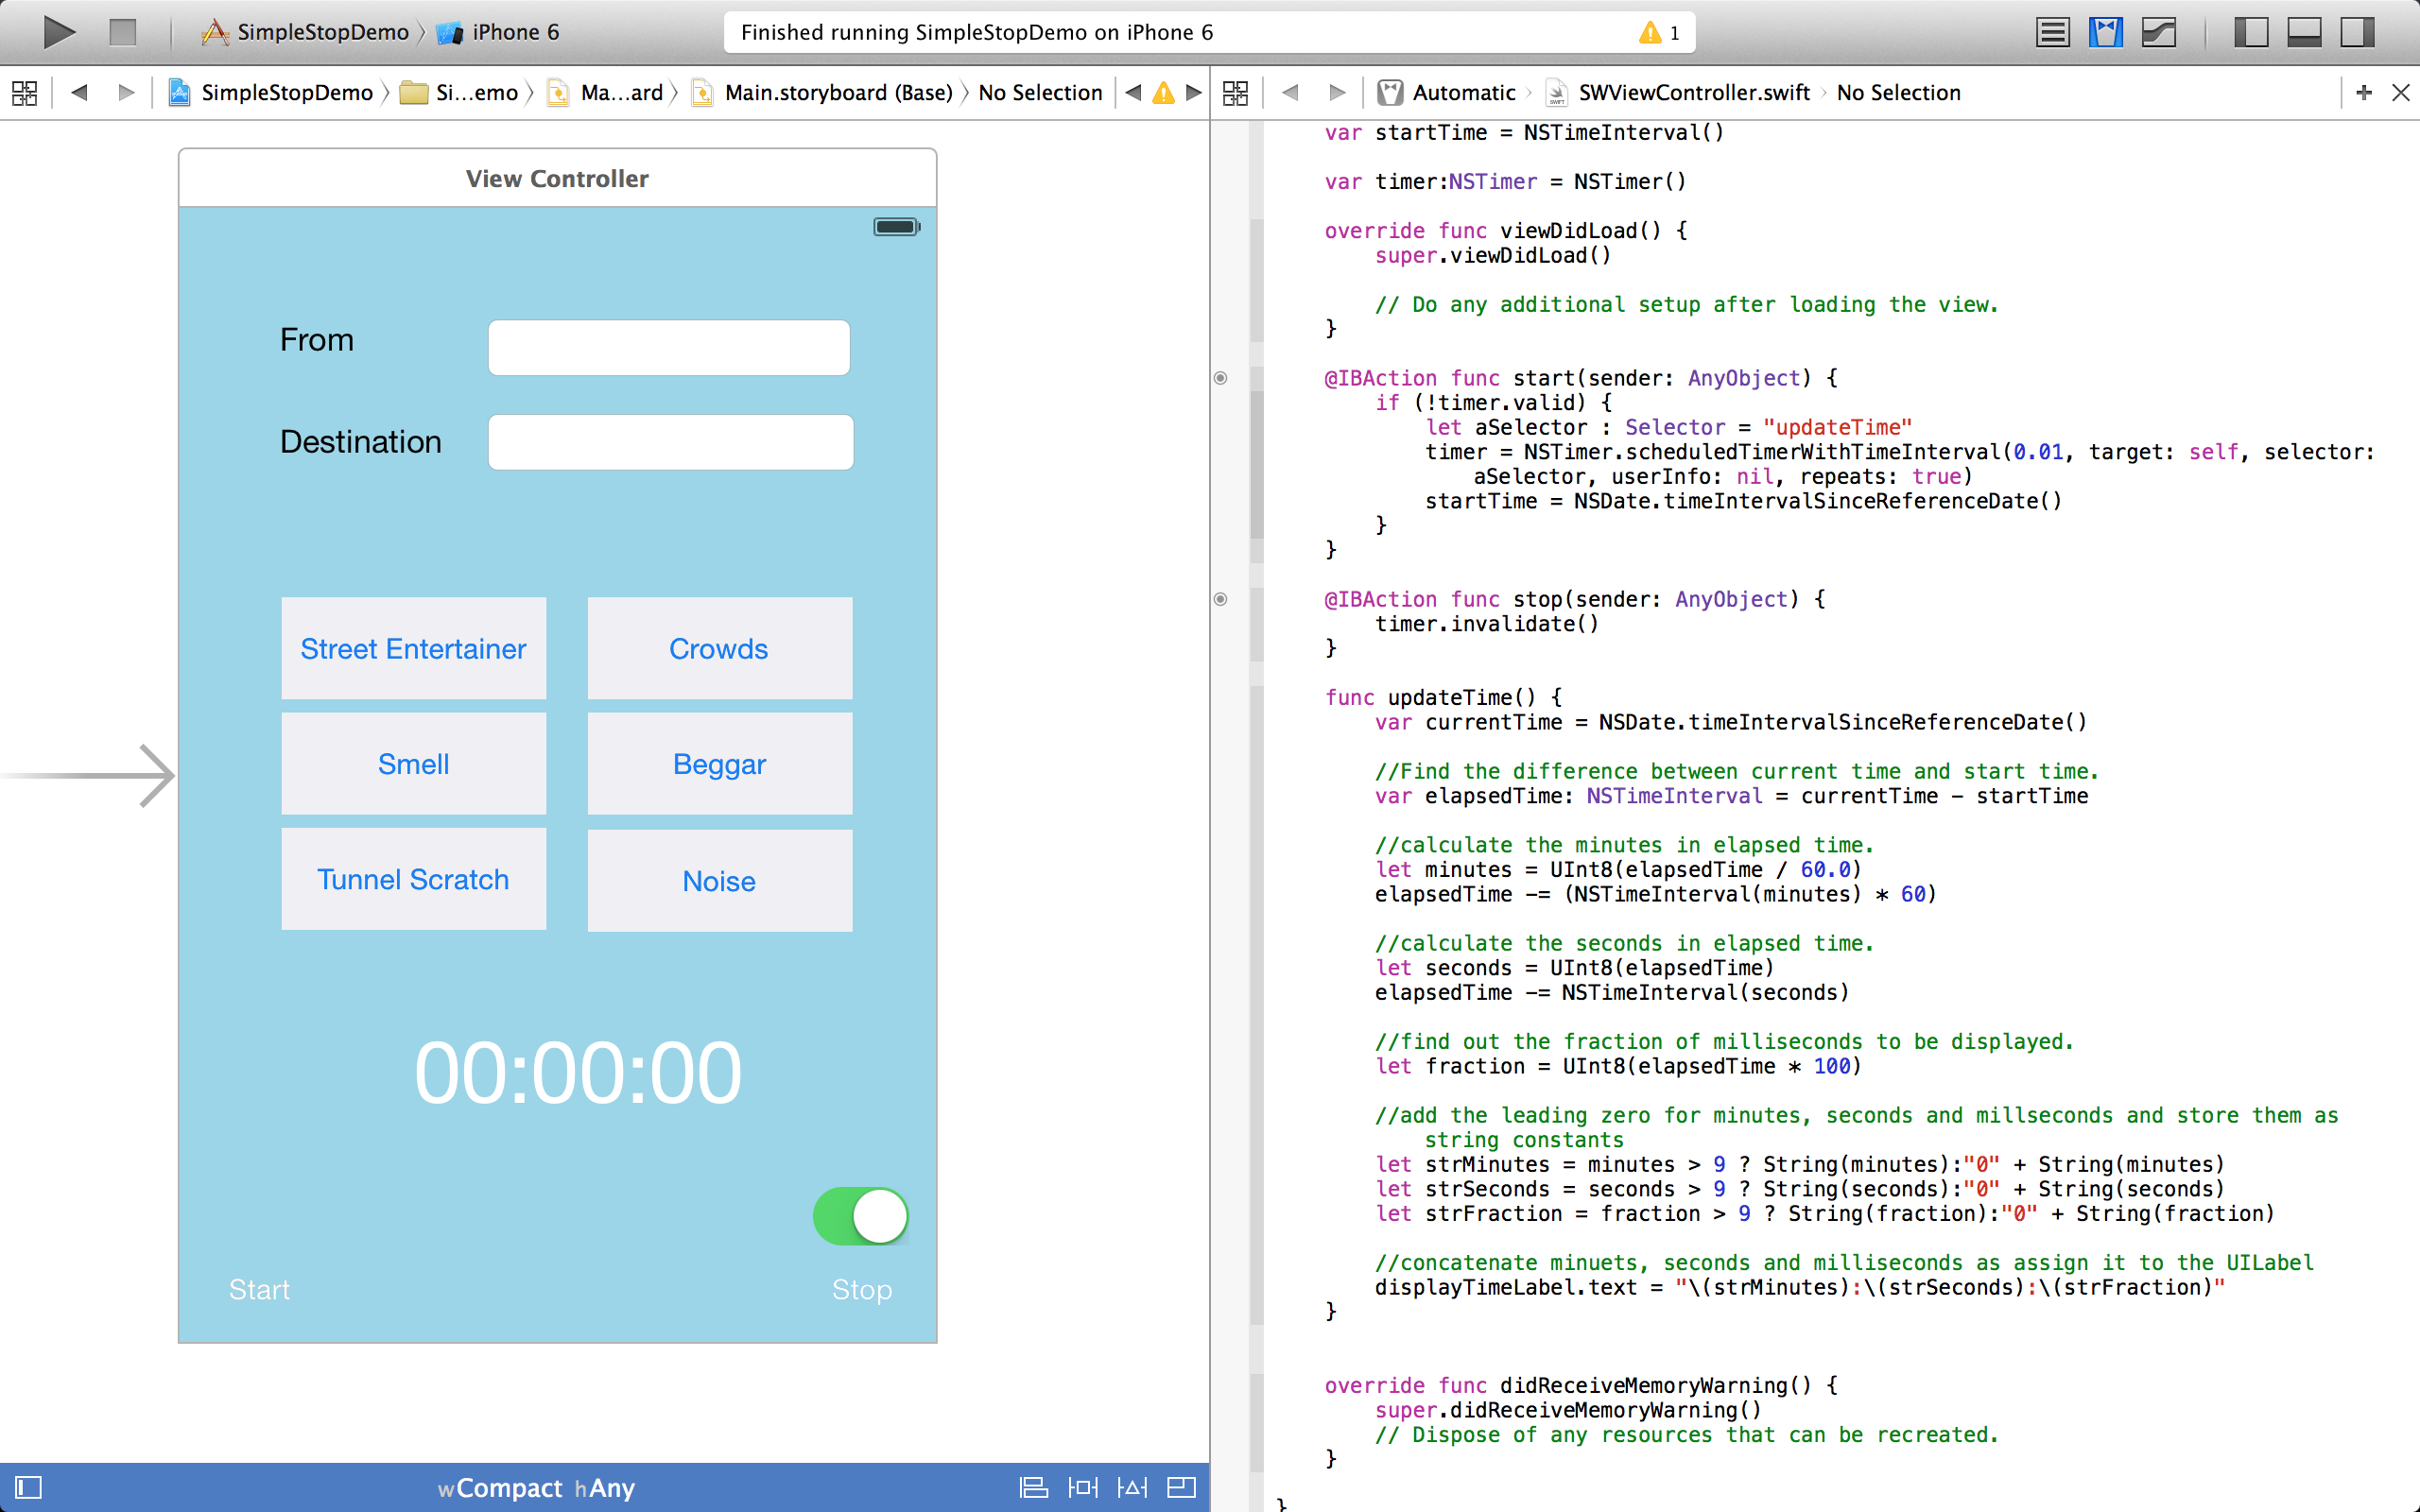 SimpleStopDemo iPhone 6
Finished running SimpleStopDemo on iPhone 6
1
SimpleStopDemo Si...emo Ma...ard Main.storyboard (Base) No Selection
Automatic SWViewController.swift No Selection
View Controller
From
Destination
Street Entertainer
Crowds
Smell
Beggar
Tunnel Scratch
Noise
00:00:00
Start
Stop
wCompact hAny
var startTime = NSTimeInterval()
var timer:NSTimer = NSTimer()
override func viewDidLoad() {
super.viewDidLoad()
// Do any additional setup after loading the view.
}
@IBAction func start(sender: AnyObject) {
if (!timer.valid) {
let aSelector : Selector = "updateTime"
timer = NSTimer.scheduledTimerWithTimeInterval(0.01, target: self, selector:
aSelector, userInfo: nil, repeats: true)
startTime = NSDate.timeIntervalSinceReferenceDate()
}
}
@IBAction func stop(sender: AnyObject) {
timer.invalidate()
}
func updateTime() {
var currentTime = NSDate.timeIntervalSinceReferenceDate()
//Find the difference between current time and start time.
var elapsedTime: NSTimeInterval = currentTime - startTime
//calculate the minutes in elapsed time.
let minutes = UInt8(elapsedTime / 60.0)
elapsedTime -= (NSTimeInterval(minutes) * 60)
//calculate the seconds in elapsed time.
let seconds = UInt8(elapsedTime)
elapsedTime -= NSTimeInterval(seconds)
//find out the fraction of milliseconds to be displayed.
let fraction = UInt8(elapsedTime * 100)
//add the leading zero for minutes, seconds and millseconds and store them as
string constants
let strMinutes = minutes > 9 ? String(minutes):"0" + String(minutes)
let strSeconds = seconds > 9 ? String(seconds):"0" + String(seconds)
let strFraction = fraction > 9 ? String(fraction):"0" + String(fraction)
//concatenate minuets, seconds and milliseconds as assign it to the UILabel
displayTimeLabel.text = "\(strMinutes):\(strSeconds):\(strFraction)"
}
override func didReceiveMemoryWarning() {
super.didReceiveMemoryWarning()
// Dispose of any resources that can be recreated.
}
}